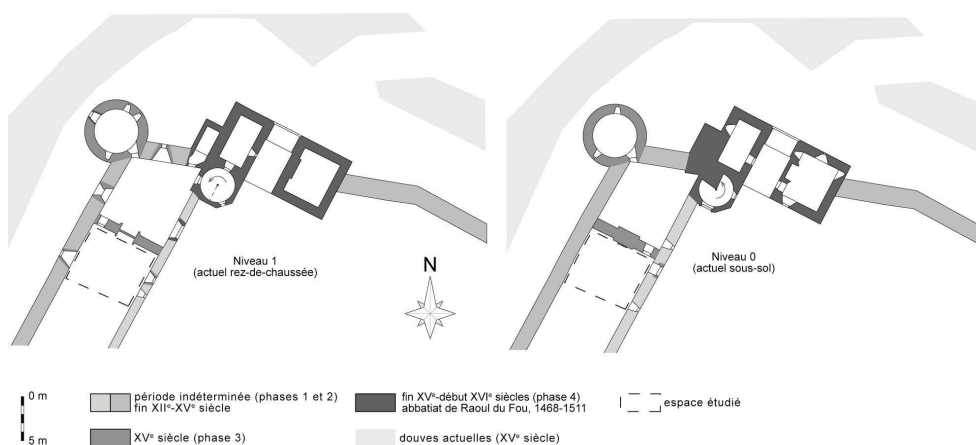 Niveau 1
(actuel rez-de-chaussée)
N
Niveau 0
(actuel sous-sol)
0 m
5 m
période indéterminée (phases 1 et 2)
fin XIIᵉ-XVᵉ siècle
XVᵉ siècle (phase 3)
fin XVᵉ-début XVIᵉ siècles (phase 4)
abbatiat de Raoul du Fou, 1468-1511
douves actuelles (XVᵉ siècle)
espace étudié